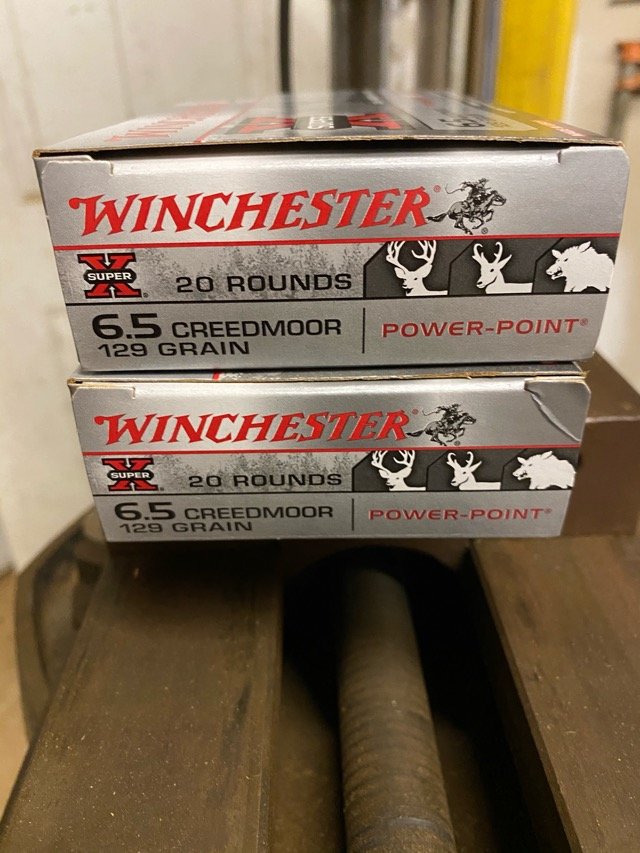 WINCHESTER
SUPER X®
20 ROUNDS
6.5 CREEDMOOR
129 GRAIN
POWER-POINT®
WINCHESTER
SUPER X®
20 ROUNDS
6.5 CREEDMOOR
129 GRAIN
POWER-POINT®